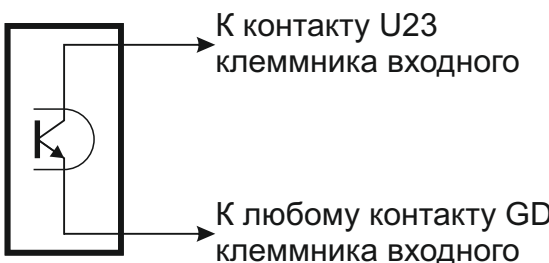 К контакту U23
клеммника входного
К любому контакту GD
клеммника входного